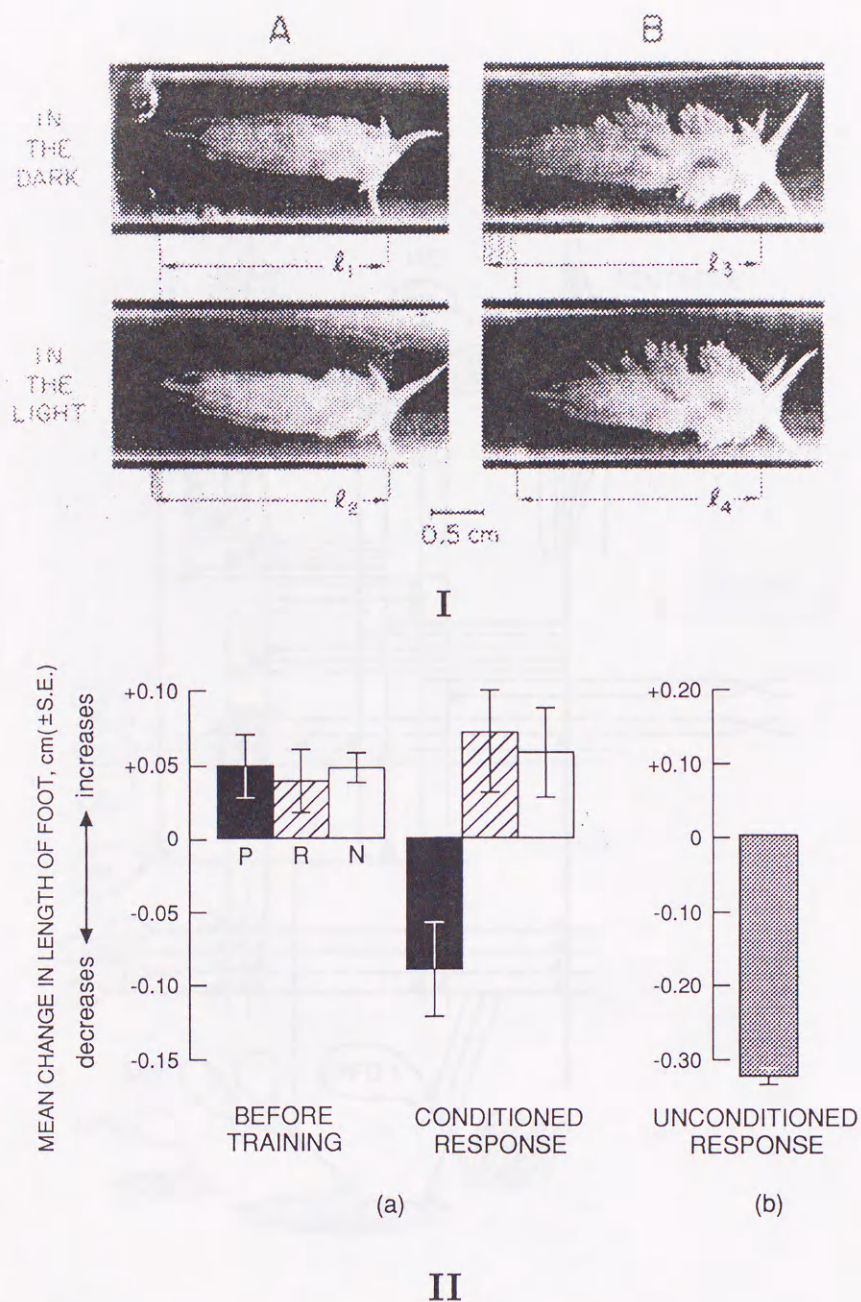 A B
IN
THE
DARK
ℓ₁ ℓ₃
IN
THE
LIGHT
ℓ₂ ℓ₄
0.5 cm
I
MEAN CHANGE IN LENGTH OF FOOT, cm(±S.E.)
decreases increases
+0.10
+0.05
0
-0.05
-0.10
-0.15
P R N
BEFORE
TRAINING
CONDITIONED
RESPONSE
(a)
+0.20
+0.10
0
-0.10
-0.20
-0.30
UNCONDITIONED
RESPONSE
(b)
II